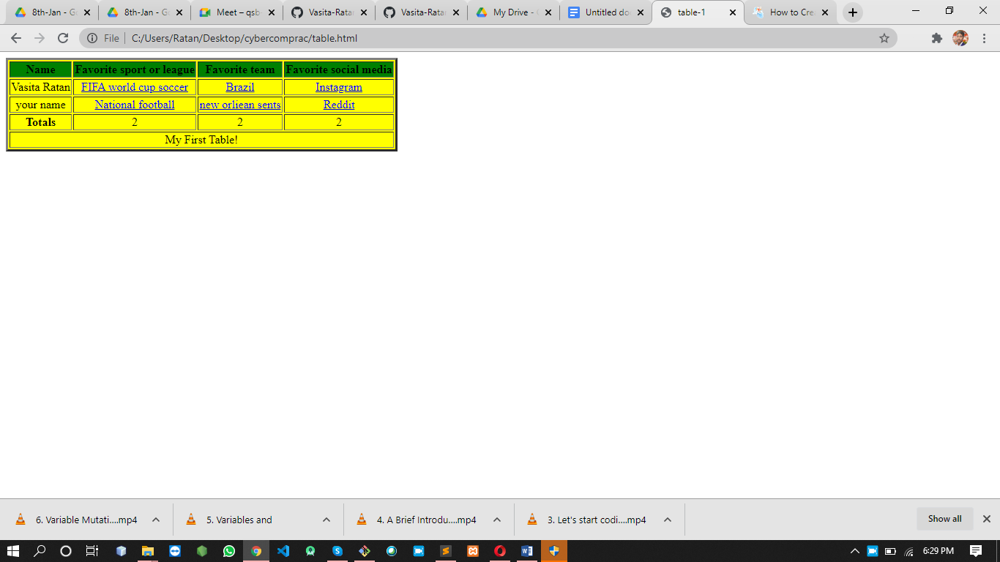 8th-Jan - Go
8th-Jan - Go
Meet – qsb
Vasita-Ratan
Vasita-Ratan
My Drive -
Untitled do
table-1
How to Cre
File C:/Users/Ratan/Desktop/cybercomprac/table.html
Name Favorite sport or league Favorite team Favorite social media
Vasita Ratan FIFA world cup soccer Brazil Instagram
your name National football new orliean sents Reddit
Totals 2 2 2
My First Table!
6. Variable Mutati....mp4
5. Variables and
4. A Brief Introdu....mp4
3. Let's start codi....mp4
Show all
6:29 PM